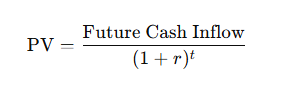 PV = Future Cash Inflow / (1 + r)^t